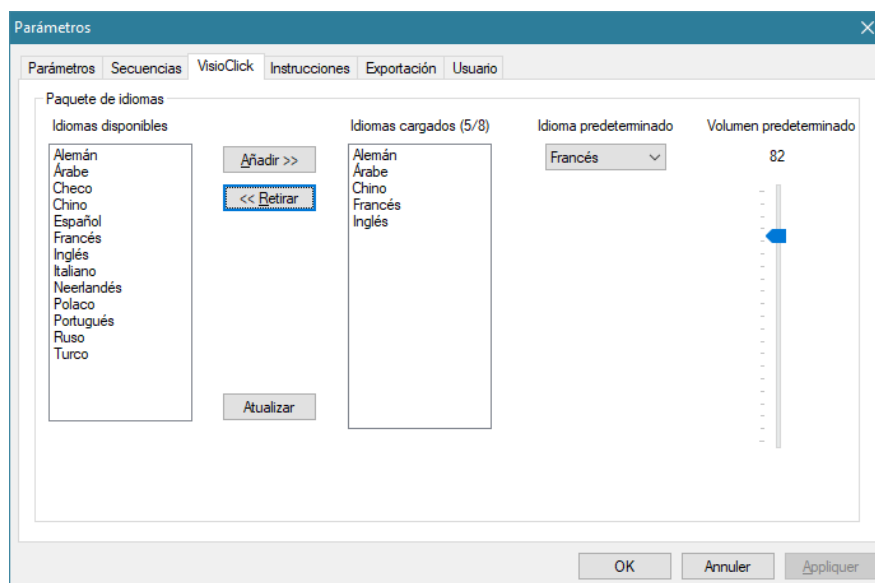 Parámetros
Parámetros Secuencias VisioClick Instrucciones Exportación Usuario
Paquete de idiomas
Idiomas disponibles
Alemán
Árabe
Checo
Chino
Español
Francés
Inglés
Italiano
Neerlandés
Polaco
Portugués
Ruso
Turco
Añadir >>
<< Retirar
Atualizar
Idiomas cargados (5/8)
Alemán
Árabe
Chino
Francés
Inglés
Idioma predeterminado
Francés
Volumen predeterminado
82
OK Annuler Appliquer